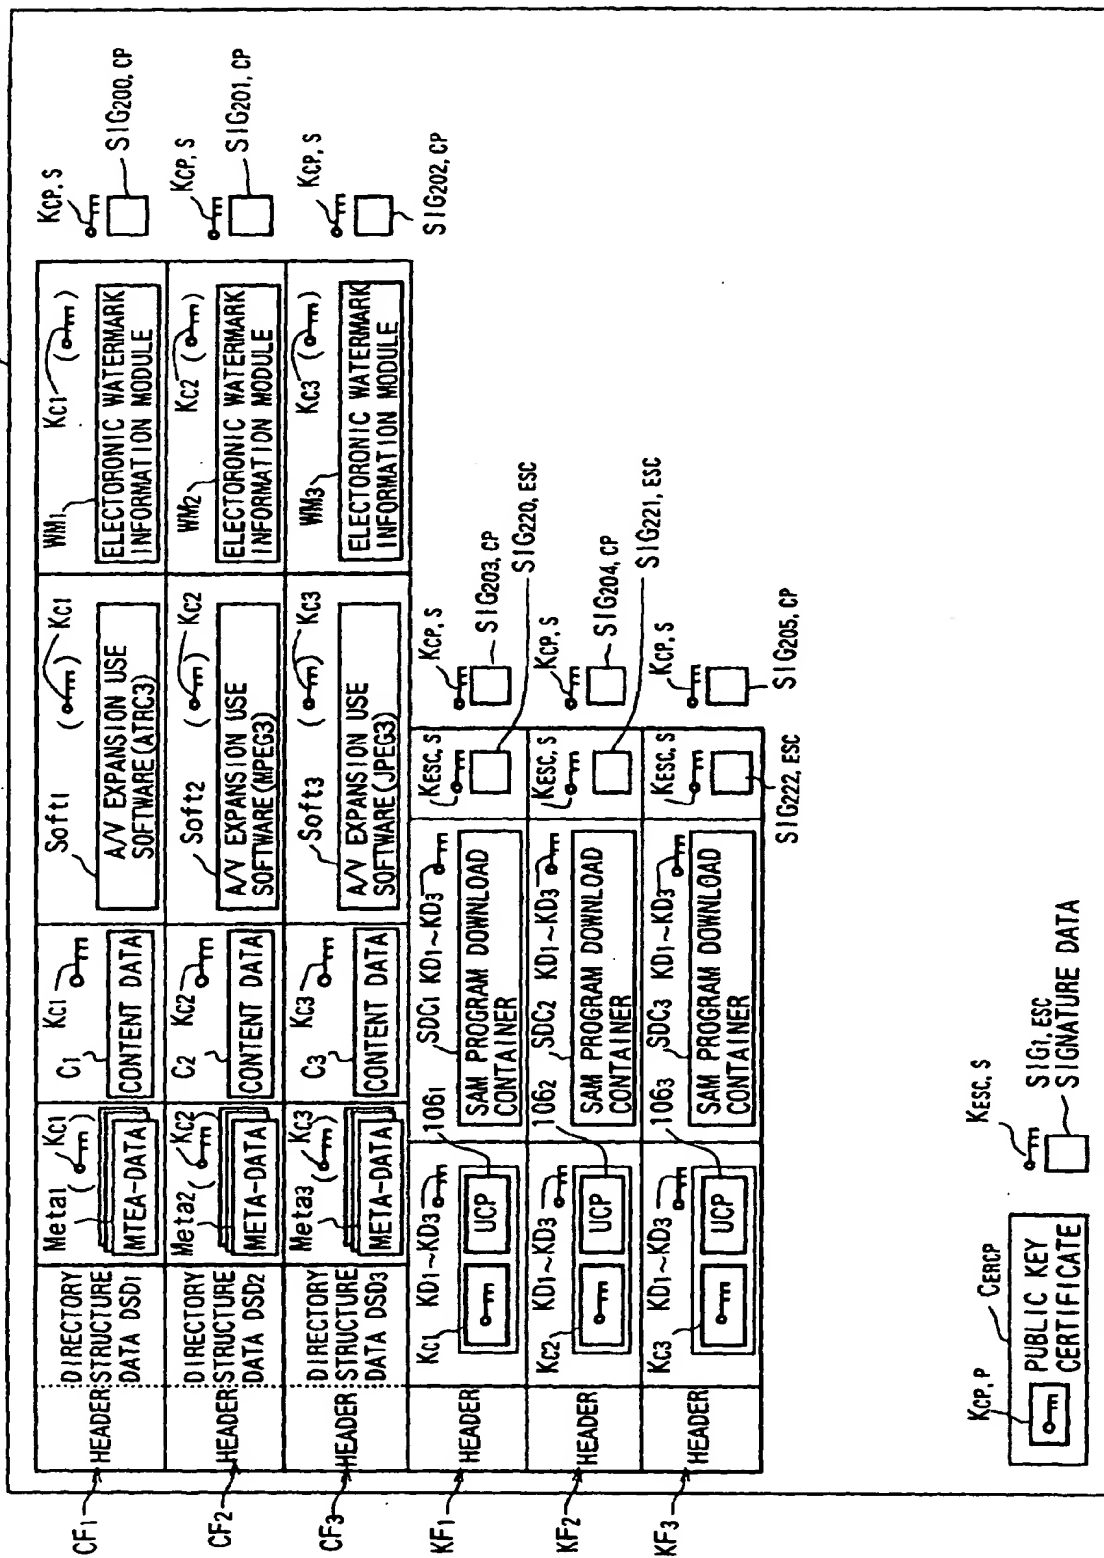 CF1
HEADER
DIRECTORY
STRUCTURE
DATA DSD1
Meta1
Kc1
MTEA-DATA
C1
Kc1
CONTENT DATA
Soft1
Kc1
A/V EXPANSION USE
SOFTWARE(ATRC3)
WM1
Kc1
ELECTORONIC WATERMARK
INFORMATION MODULE
KCP, S
SIG200, CP
CF2
HEADER
DIRECTORY
STRUCTURE
DATA DSD2
Meta2
Kc2
META-DATA
C2
Kc2
CONTENT DATA
Soft2
Kc2
A/V EXPANSION USE
SOFTWARE(MPEG3)
WM2
Kc2
ELECTORONIC WATERMARK
INFORMATION MODULE
KCP, S
SIG201, CP
CF3
HEADER
DIRECTORY
STRUCTURE
DATA DSD3
Meta3
Kc3
META-DATA
C3
Kc3
CONTENT DATA
Soft3
Kc3
A/V EXPANSION USE
SOFTWARE(JPEG3)
WM3
Kc3
ELECTORONIC WATERMARK
INFORMATION MODULE
KCP, S
SIG202, CP
KF1
HEADER
Kc1
KD1~KD3
UCP
1061
SDC1
KD1~KD3
SAM PROGRAM DOWNLOAD
CONTAINER
KESC, S
KCP, S
SIG203, CP
SIG220, ESC
KF2
HEADER
Kc2
KD1~KD3
UCP
1062
SDC2
KD1~KD3
SAM PROGRAM DOWNLOAD
CONTAINER
KESC, S
KCP, S
SIG204, CP
SIG221, ESC
KF3
HEADER
Kc3
KD1~KD3
UCP
1063
SDC3
KD1~KD3
SAM PROGRAM DOWNLOAD
CONTAINER
KESC, S
KCP, S
SIG205, CP
SIG222, ESC
KCP, P
CERCP
PUBLIC KEY
CERTIFICATE
KESC, S
SIG1, ESC
SIGNATURE DATA